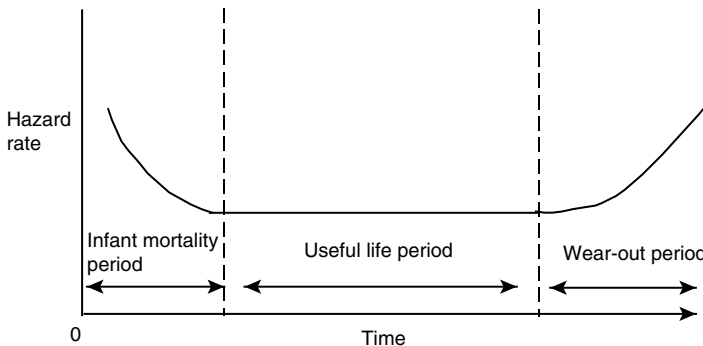 Hazard
rate
Infant mortality
period
Useful life period
Wear-out period
0
Time